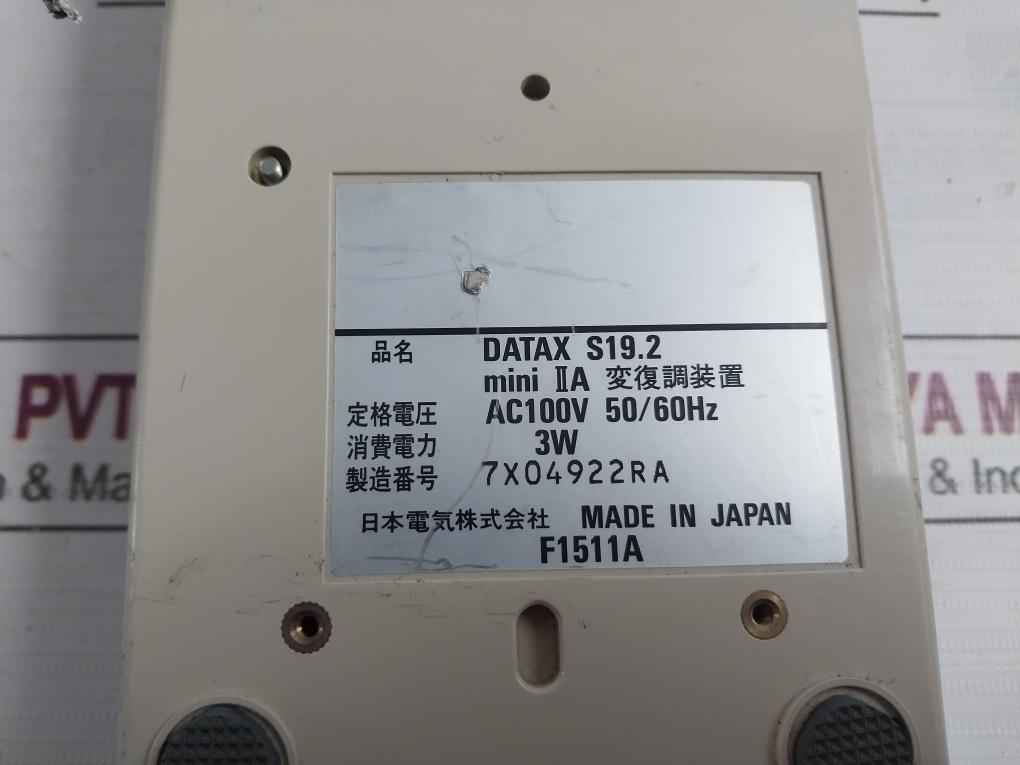 品名 DATAX S19.2
mini ⅡA 変復調装置
定格電圧 AC100V 50/60Hz
消費電力 3W
製造番号 7X04922RA
日本電気株式会社 MADE IN JAPAN
F1511A
PVT
YA M
& Ma
& Ind